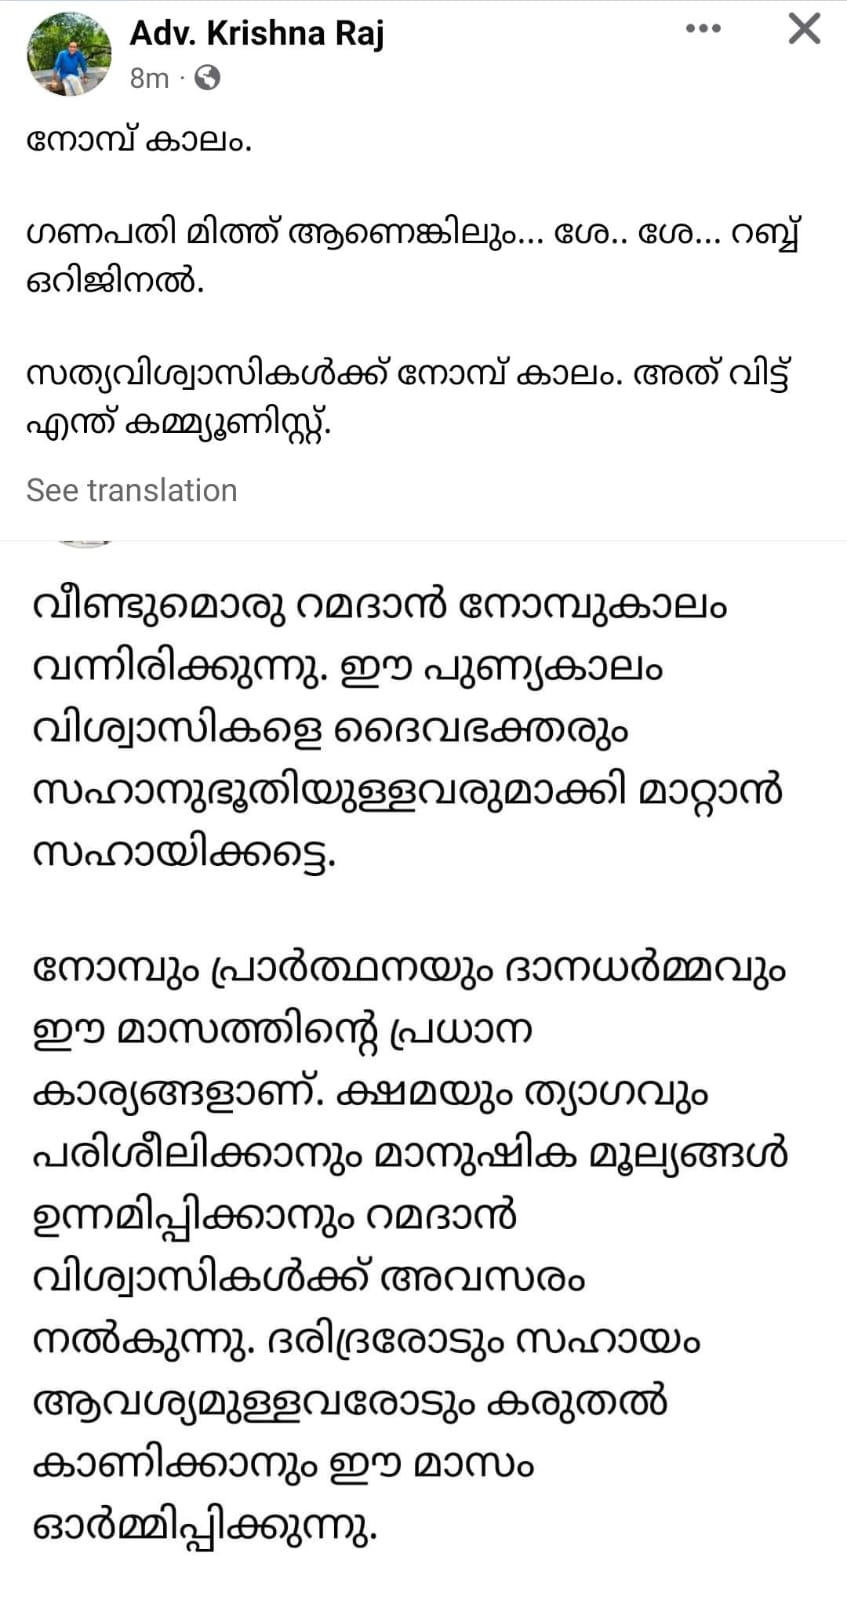 Adv. Krishna Raj
8m ·
നോമ്പ് കാലം.
ഗണപതി മിത്ത് ആണെങ്കിലും... ശേ.. ശേ... റബ്ബ്
ഒറിജിനൽ.
സത്യവിശ്വാസികൾക്ക് നോമ്പ് കാലം. അത് വിട്ട്
എന്ത് കമ്മ്യൂണിസ്റ്റ്.
See translation
വീണ്ടുമൊരു റമദാൻ നോമ്പുകാലം
വന്നിരിക്കുന്നു. ഈ പുണ്യകാലം
വിശ്വാസികളെ ദൈവഭക്തരും
സഹാനുഭൂതിയുള്ളവരുമാക്കി മാറ്റാൻ
സഹായിക്കട്ടെ.
നോമ്പും പ്രാർത്ഥനയും ദാനധർമ്മവും
ഈ മാസത്തിന്റെ പ്രധാന
കാര്യങ്ങളാണ്. ക്ഷമയും ത്യാഗവും
പരിശീലിക്കാനും മാനുഷിക മൂല്യങ്ങൾ
ഉന്നമിപ്പിക്കാനും റമദാൻ
വിശ്വാസികൾക്ക് അവസരം
നൽകുന്നു. ദരിദ്രരോടും സഹായം
ആവശ്യമുള്ളവരോടും കരുതൽ
കാണിക്കാനും ഈ മാസം
ഓർമ്മിപ്പിക്കുന്നു.